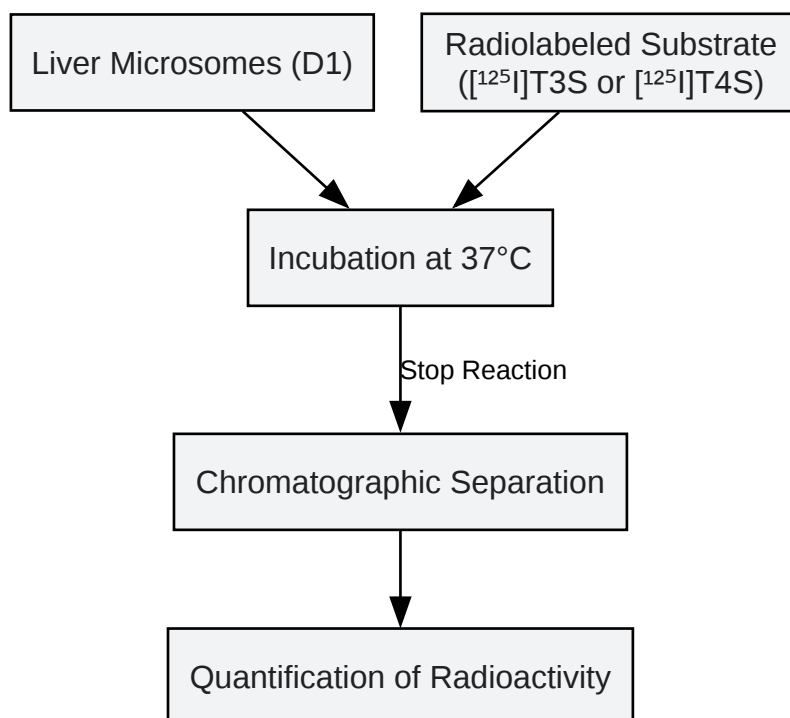 Liver Microsomes (D1)
Radiolabeled Substrate
([¹²⁵I]T3S or [¹²⁵I]T4S)
Incubation at 37°C
Stop Reaction
Chromatographic Separation
Quantification of Radioactivity